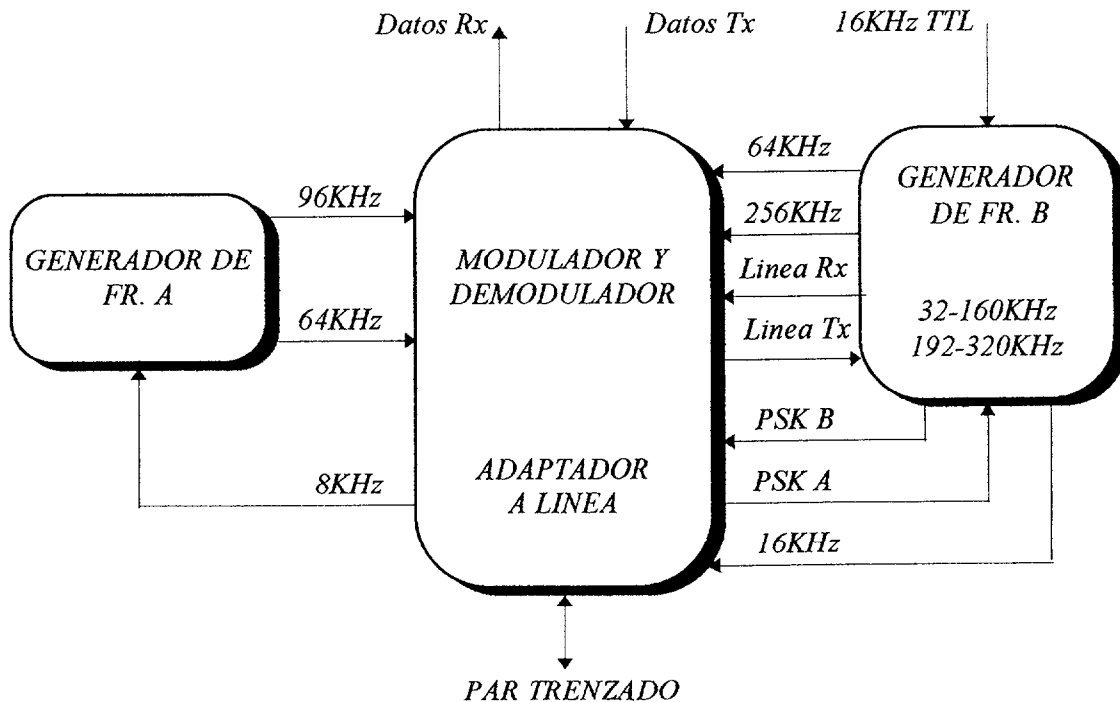 Datos Rx
Datos Tx
16KHz TTL
GENERADOR DE
FR. A
96KHz
64KHz
8KHz
MODULADOR Y
DEMODULADOR
ADAPTADOR
A LINEA
64KHz
256KHz
Linea Rx
Linea Tx
PSK B
PSK A
16KHz
GENERADOR
DE FR. B
32-160KHz
192-320KHz
PAR TRENZADO